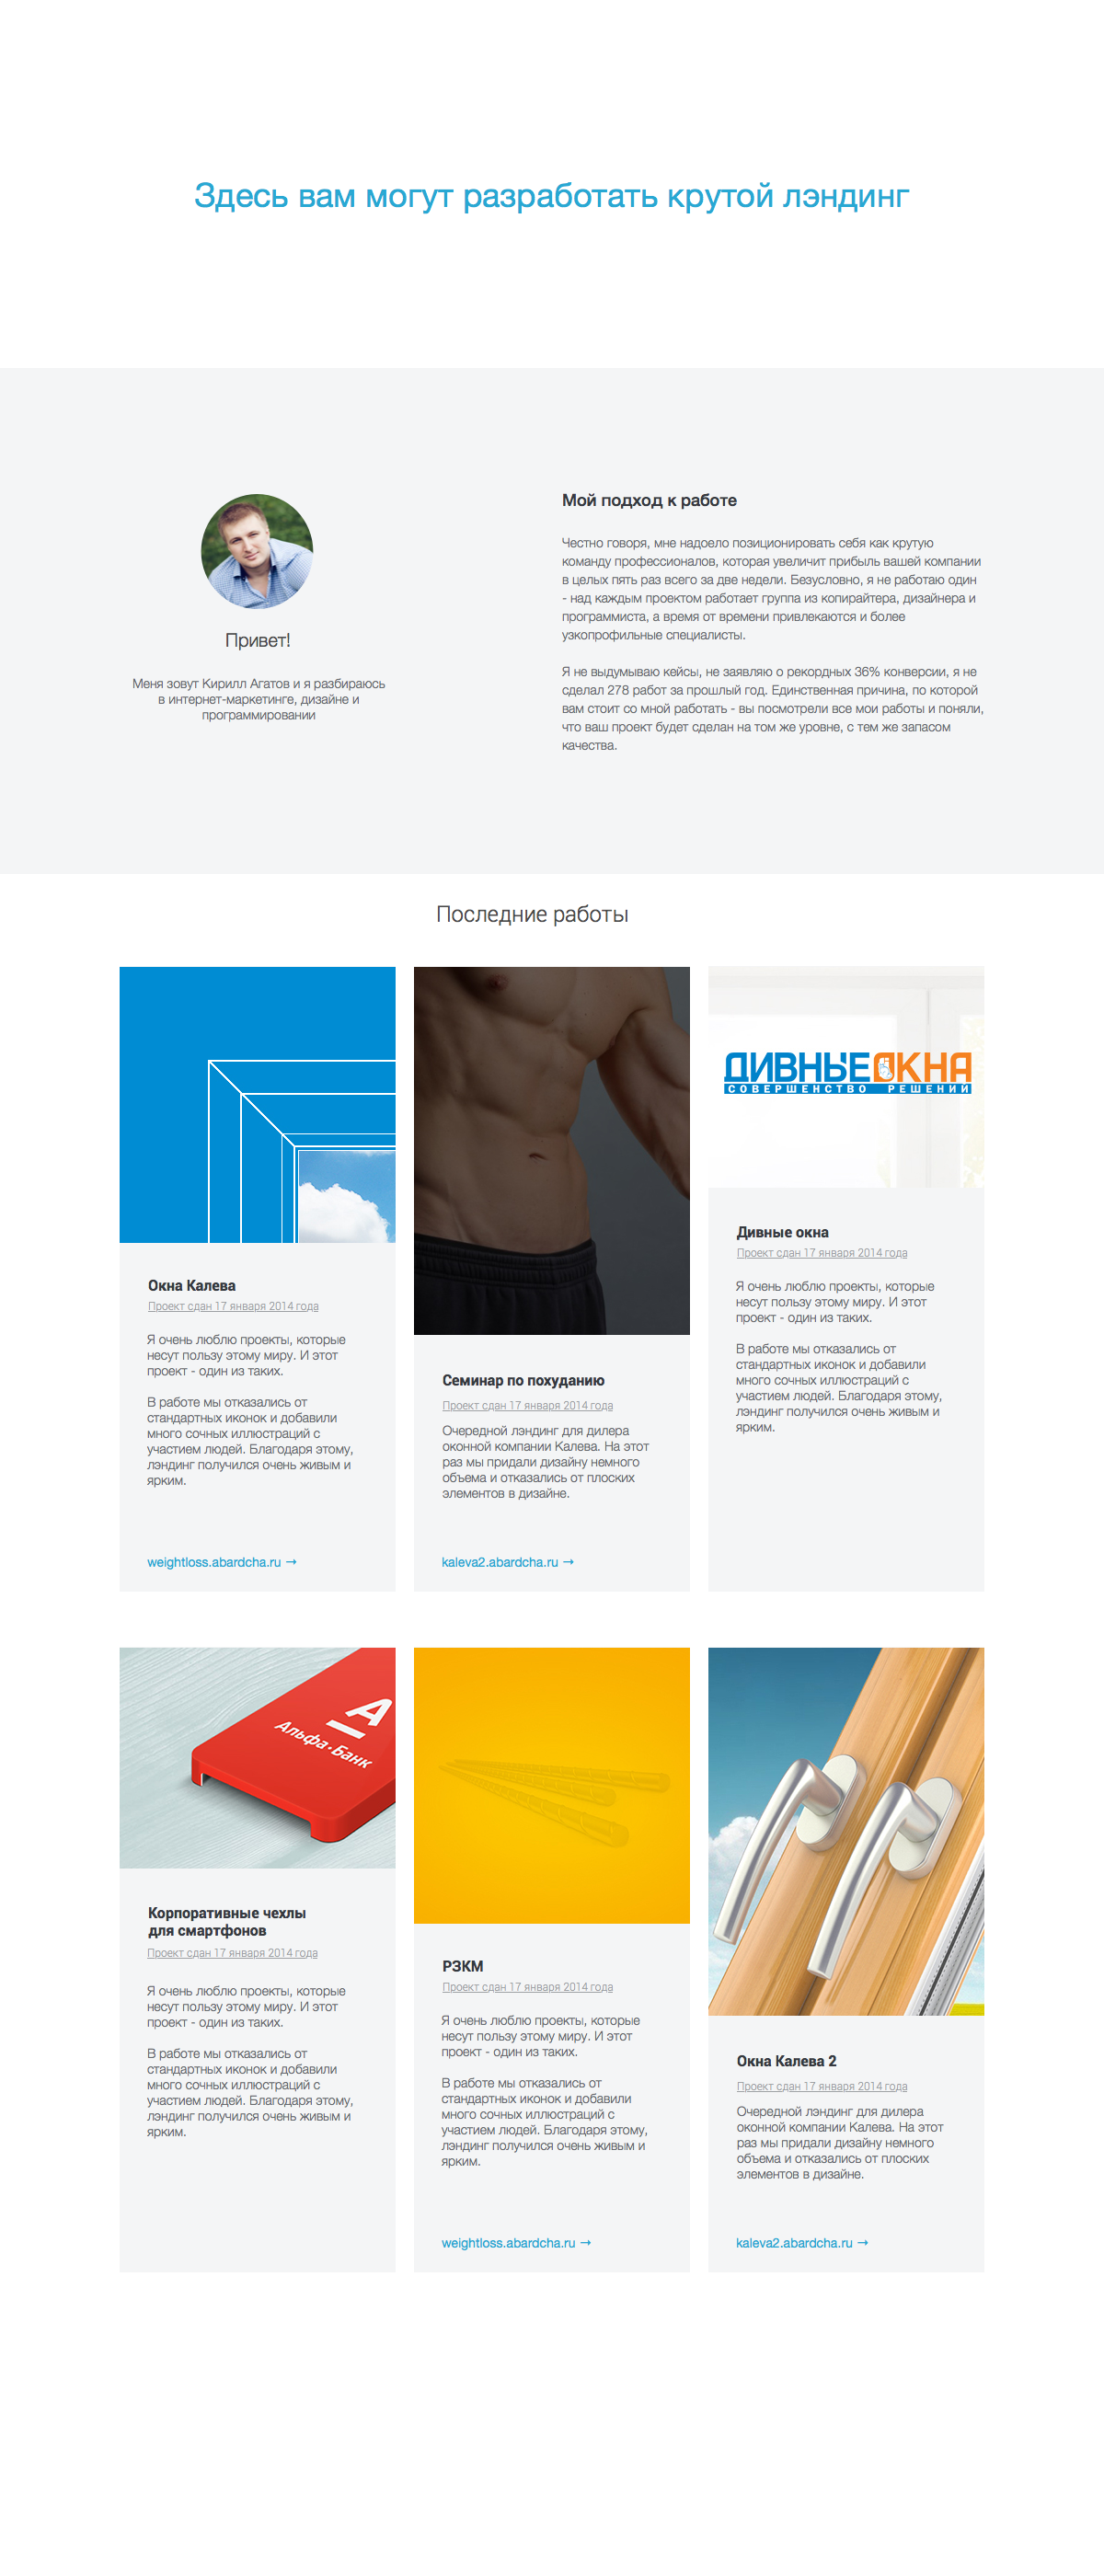 Здесь вам могут разработать крутой лэндинг
Привет!
Меня зовут Кирилл Агатов и я разбираюсь
в интернет-маркетинге, дизайне и
программировании
Мой подход к работе
Честно говоря, мне надоело позиционировать себя как крутую
команду профессионалов, которая увеличит прибыль вашей компании
в целых пять раз всего за две недели. Безусловно, я не работаю один
- над каждым проектом работает группа из копирайтера, дизайнера и
программиста, а время от времени привлекаются и более
узкопрофильные специалисты.
Я не выдумываю кейсы, не заявляю о рекордных 36% конверсии, я не
сделал 278 работ за прошлый год. Единственная причина, по которой
вам стоит со мной работать - вы посмотрели все мои работы и поняли,
что ваш проект будет сделан на том же уровне, с тем же запасом
качества.
Последние работы
Окна Калева
Проект сдан 17 января 2014 года
Я очень люблю проекты, которые
несут пользу этому миру. И этот
проект - один из таких.
В работе мы отказались от
стандартных иконок и добавили
много сочных иллюстраций с
участием людей. Благодаря этому,
лэндинг получился очень живым и
ярким.
weightloss.abardcha.ru →
Семинар по похуданию
Проект сдан 17 января 2014 года
Очередной лэндинг для дилера
оконной компании Калева. На этот
раз мы придали дизайну немного
объема и отказались от плоских
элементов в дизайне.
kaleva2.abardcha.ru →
ДИВНЫЕ ОКНА
СОВЕРШЕНСТВО РЕШЕНИЙ
Дивные окна
Проект сдан 17 января 2014 года
Я очень люблю проекты, которые
несут пользу этому миру. И этот
проект - один из таких.
В работе мы отказались от
стандартных иконок и добавили
много сочных иллюстраций с
участием людей. Благодаря этому,
лэндинг получился очень живым и
ярким.
А
Альфа·Банк
Корпоративные чехлы
для смартфонов
Проект сдан 17 января 2014 года
Я очень люблю проекты, которые
несут пользу этому миру. И этот
проект - один из таких.
В работе мы отказались от
стандартных иконок и добавили
много сочных иллюстраций с
участием людей. Благодаря этому,
лэндинг получился очень живым и
ярким.
РЗКМ
Проект сдан 17 января 2014 года
Я очень люблю проекты, которые
несут пользу этому миру. И этот
проект - один из таких.
В работе мы отказались от
стандартных иконок и добавили
много сочных иллюстраций с
участием людей. Благодаря этому,
лэндинг получился очень живым и
ярким.
weightloss.abardcha.ru →
Окна Калева 2
Проект сдан 17 января 2014 года
Очередной лэндинг для дилера
оконной компании Калева. На этот
раз мы придали дизайну немного
объема и отказались от плоских
элементов в дизайне.
kaleva2.abardcha.ru →